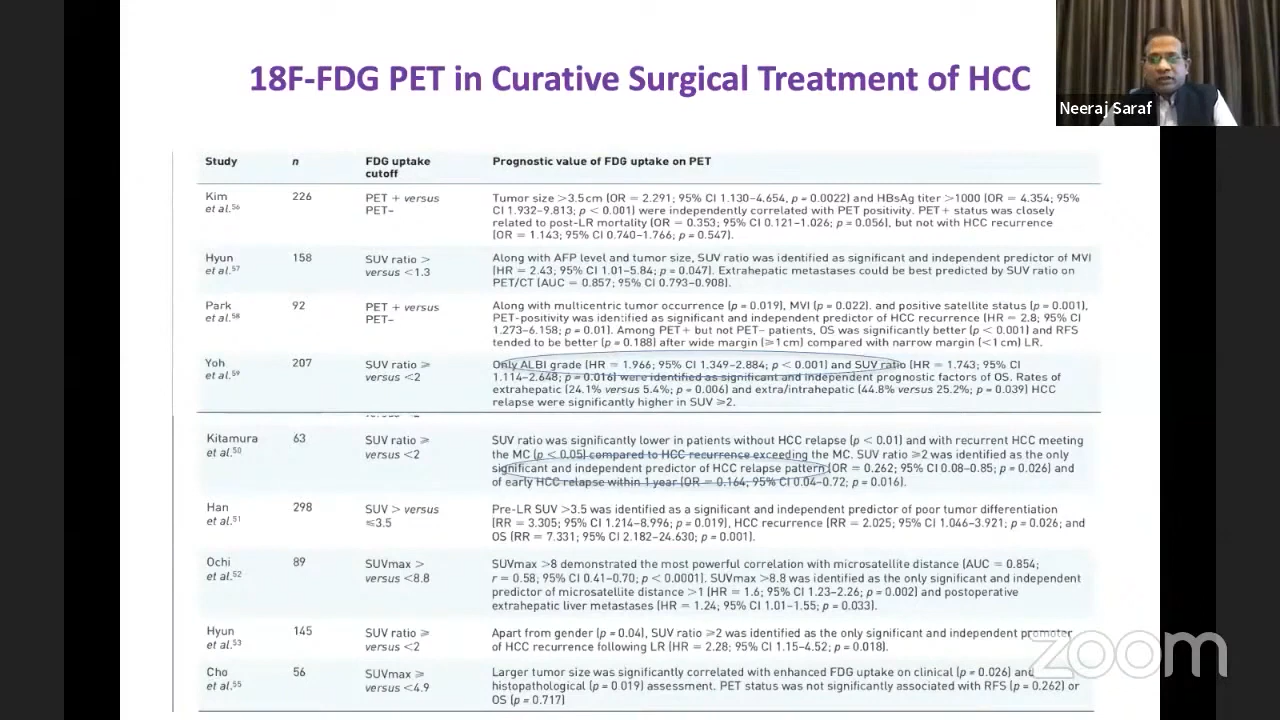 18F-FDG PET in Curative Surgical Treatment of HCC
Neeraj Saraf
Study n FDG uptake cutoff Prognostic value of FDG uptake on PET
Kim et al.56 226 PET + versus PET− Tumor size >3.5 cm (OR = 2.291; 95% CI 1.130–4.654, p = 0.0022) and HBsAg titer >1000 (OR = 4.354; 95%
CI 1.932–9.813; p < 0.001) were independently correlated with PET positivity. PET+ status was closely
related to post-LR mortality (OR = 0.353; 95% CI 0.121–1.026; p = 0.056), but not with HCC recurrence
(OR = 1.143; 95% CI 0.740–1.766; p = 0.547).
Hyun et al.57 158 SUV ratio > versus <1.3 Along with AFP level and tumor size, SUV ratio was identified as significant and independent predictor of MVI
(HR = 2.43; 95% CI 1.01–5.84; p = 0.047). Extrahepatic metastases could be best predicted by SUV ratio on
PET/CT (AUC = 0.857; 95% CI 0.793–0.908).
Park et al.58 92 PET + versus PET− Along with multicentric tumor occurrence (p = 0.019), MVI (p = 0.022). and positive satellite status (p = 0.001),
PET-positivity was identified as significant and independent predictor of HCC recurrence (HR = 2.8; 95% CI
1.273–6.158; p = 0.01). Among PET+ but not PET− patients, OS was significantly better (p < 0.001) and RFS
tended to be better (p = 0.188) after wide margin (≥1 cm) compared with narrow margin (<1 cm) LR.
Yoh et al.59 207 SUV ratio ≥ versus <2 Only ALBI grade (HR = 1.966; 95% CI 1.349–2.884; p < 0.001) and SUV ratio (HR = 1.743; 95% CI
1.114–2.648; p = 0.016) were identified as significant and independent prognostic factors of OS. Rates of
extrahepatic (24.1% versus 5.4%; p = 0.006) and extra/intrahepatic (44.8% versus 25.2%; p = 0.039) HCC
relapse were significantly higher in SUV ≥2.
Kitamura et al.50 63 SUV ratio ≥ versus <2 SUV ratio was significantly lower in patients without HCC relapse (p < 0.01) and with recurrent HCC meeting
the MC (p < 0.05) compared to HCC recurrence exceeding the MC. SUV ratio ≥2 was identified as the only
significant and independent predictor of HCC relapse pattern (OR = 0.262; 95% CI 0.08–0.85; p = 0.026) and
of early HCC relapse within 1 year (OR = 0.164; 95% CI 0.04–0.72; p = 0.016).
Han et al.51 298 SUV > versus ≤3.5 Pre-LR SUV >3.5 was identified as a significant and independent predictor of poor tumor differentiation
(RR = 3.305; 95% CI 1.214–8.996; p = 0.019), HCC recurrence (RR = 2.025; 95% CI 1.046–3.921; p = 0.026; and
OS (RR = 7.331; 95% CI 2.182–24.630; p = 0.001).
Ochi et al.52 89 SUVmax > versus <8.8 SUVmax >8 demonstrated the most powerful correlation with microsatellite distance (AUC = 0.854;
r = 0.58; 95% CI 0.41–0.70; p < 0.0001). SUVmax >8.8 was identified as the only significant and independent
predictor of microsatellite distance >1 (HR = 1.6; 95% CI 1.23–2.26; p = 0.002) and postoperative
extrahepatic liver metastases (HR = 1.24; 95% CI 1.01–1.55; p = 0.033).
Hyun et al.53 145 SUV ratio ≥ versus <2 Apart from gender (p = 0.04), SUV ratio ≥2 was identified as the only significant and independent promoter
of HCC recurrence following LR (HR = 2.28; 95% CI 1.15–4.52; p = 0.018).
Cho et al.55 56 SUVmax ≥ versus <4.9 Larger tumor size was significantly correlated with enhanced FDG uptake on clinical (p = 0.026) and
histopathological (p = 0.019) assessment. PET status was not significantly associated with RFS (p = 0.262) or
OS (p = 0.717)
zoom